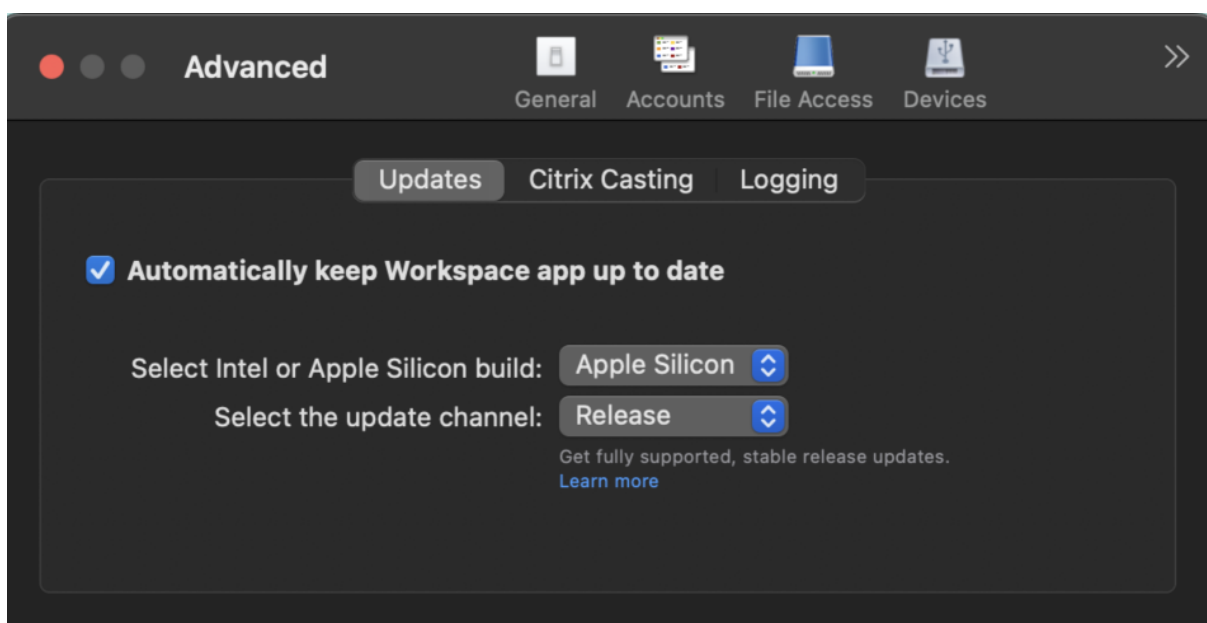 Advanced
General Accounts File Access Devices
Updates Citrix Casting Logging
Automatically keep Workspace app up to date
Select Intel or Apple Silicon build: Apple Silicon
Select the update channel: Release
Get fully supported, stable release updates.
Learn more